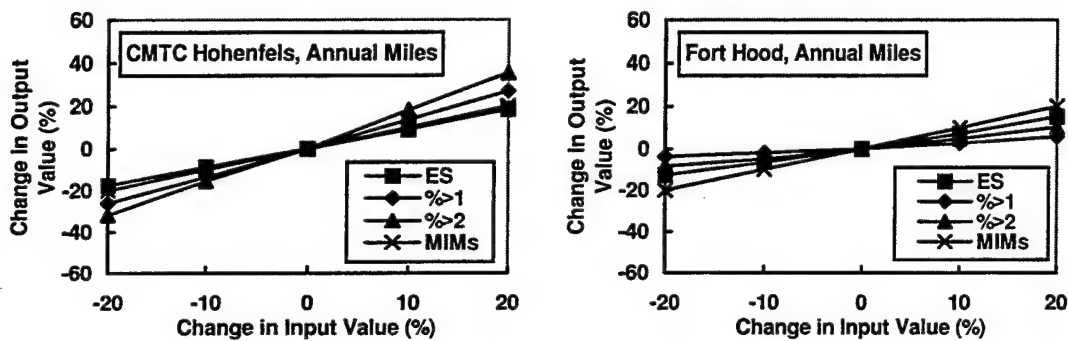 CMTC Hohenfels, Annual Miles
Change in Output
Value (%)
60
40
20
0
-20
-40
-60
ES
%>1
%>2
MIMs
-20
-10
0
10
20
Change in Input Value (%)
Fort Hood, Annual Miles
Change in Output
Value (%)
60
40
20
0
-20
-40
-60
ES
%>1
%>2
MIMs
-20
-10
0
10
20
Change in Input Value (%)